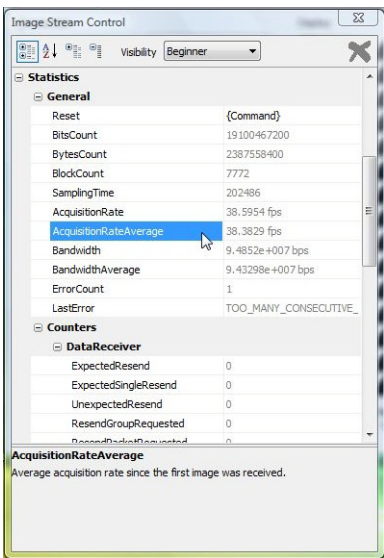 Image Stream Control
Visibility Beginner
Statistics
General
Reset {Command}
BitsCount 19100467200
BytesCount 2387558400
BlockCount 7772
SamplingTime 202486
AcquisitionRate 38.5954 fps
AcquisitionRateAverage 38.3829 fps
Bandwidth 9.4852e+007 bps
BandwidthAverage 9.43298e+007 bps
ErrorCount 1
LastError TOO_MANY_CONSECUTIVE_
Counters
DataReceiver
ExpectedResend 0
ExpectedSingleResend 0
UnexpectedResend 0
ResendGroupRequested 0
ResendPacketRequested 0
AcquisitionRateAverage
Average acquisition rate since the first image was received.